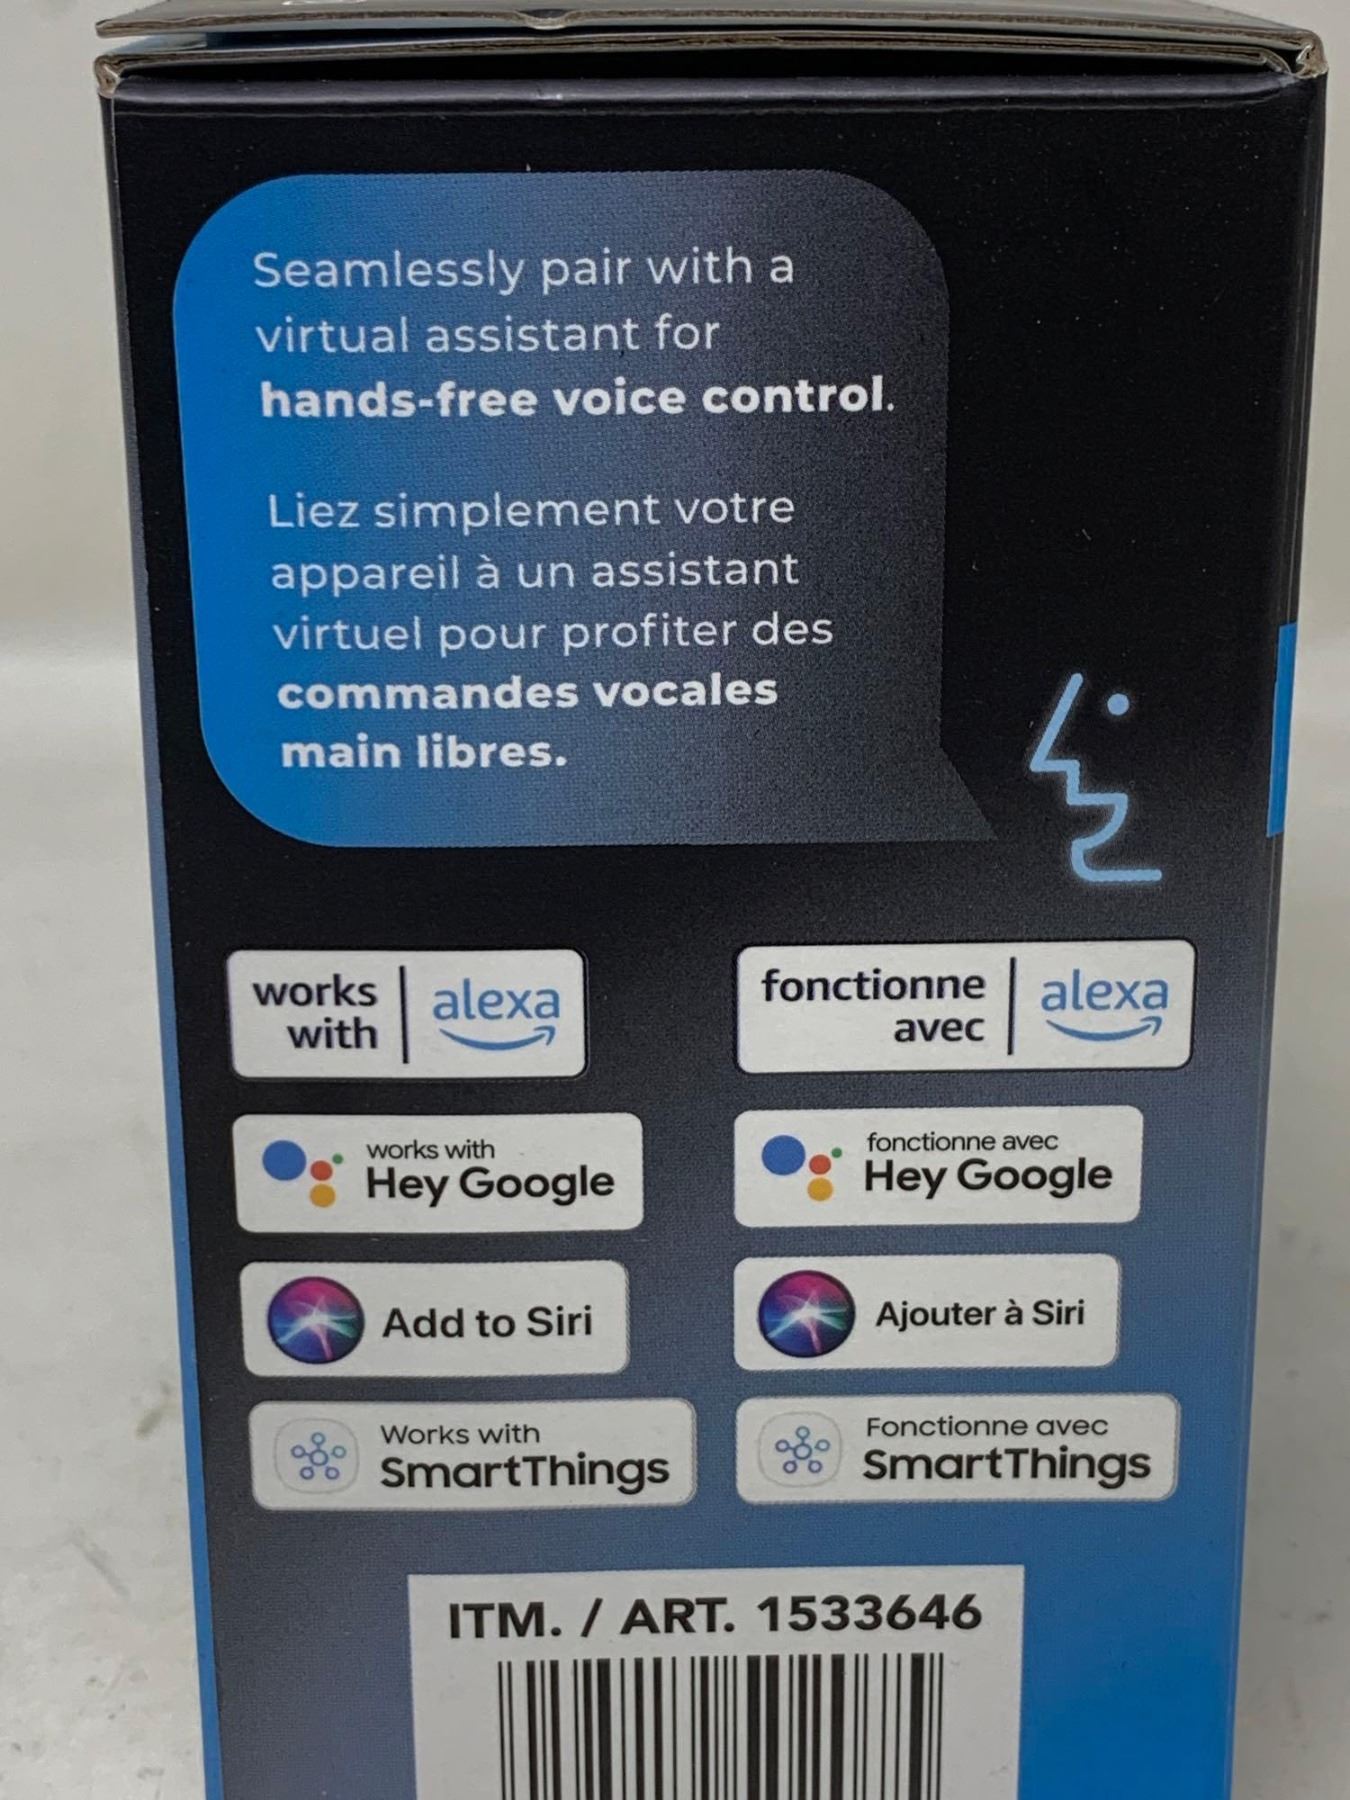 Seamlessly pair with a
virtual assistant for
hands-free voice control.
Liez simplement votre
appareil à un assistant
virtuel pour profiter des
commandes vocales
main libres.
works
with
alexa
fonctionne
avec
alexa
works with
Hey Google
fonctionne avec
Hey Google
Add to Siri
Ajouter à Siri
Works with
SmartThings
Fonctionne avec
SmartThings
ITM. / ART. 1533646